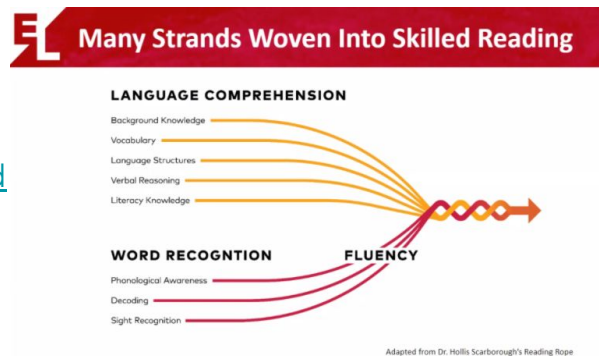 EL
Many Strands Woven Into Skilled Reading
LANGUAGE COMPREHENSION
Background Knowledge
Vocabulary
Language Structures
Verbal Reasoning
Literacy Knowledge
WORD RECOGNTION
FLUENCY
Phonological Awareness
Decoding
Sight Recognition
Adapted from Dr. Hollis Scarborough's Reading Rope